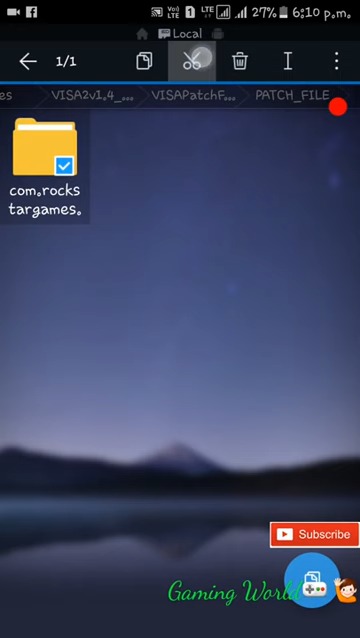 Vo)) LTE 1 LTE 27% 6:10 p.m.
Local
1/1
es VISA2v1.4_... VISAPatchF... PATCH_FILE
com.rocks
targames.
Subscribe
Gaming World